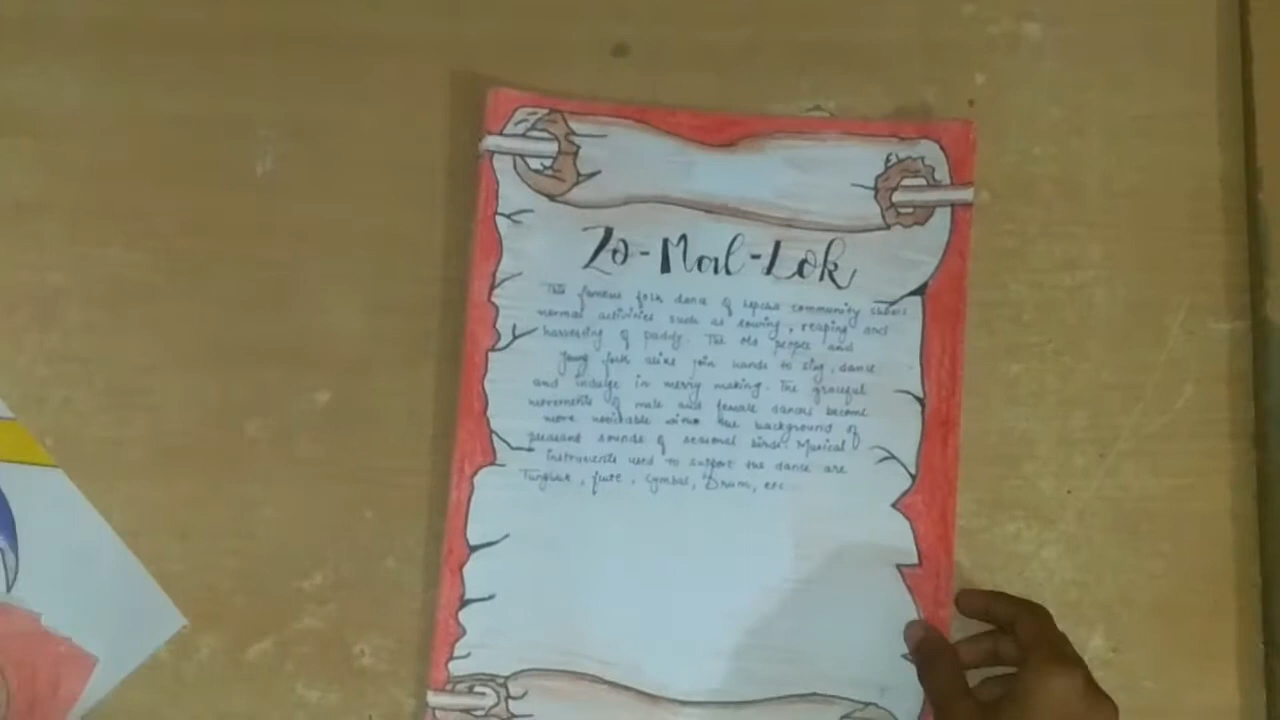 Zo-Mal-Lok
This famous folk dance of lepcha community shows
normal activities such as sowing, reaping and
harvesting of paddy. The old people and
young folk alike join hands to sing, dance
and indulge in merry making. The graceful
movements of male and female dancers become
more noticable the background of
pleasant sounds of seasonal birds. Musical
Instruments used to support the dance are
Tungbuk, flute, cymbal, Drum, etc